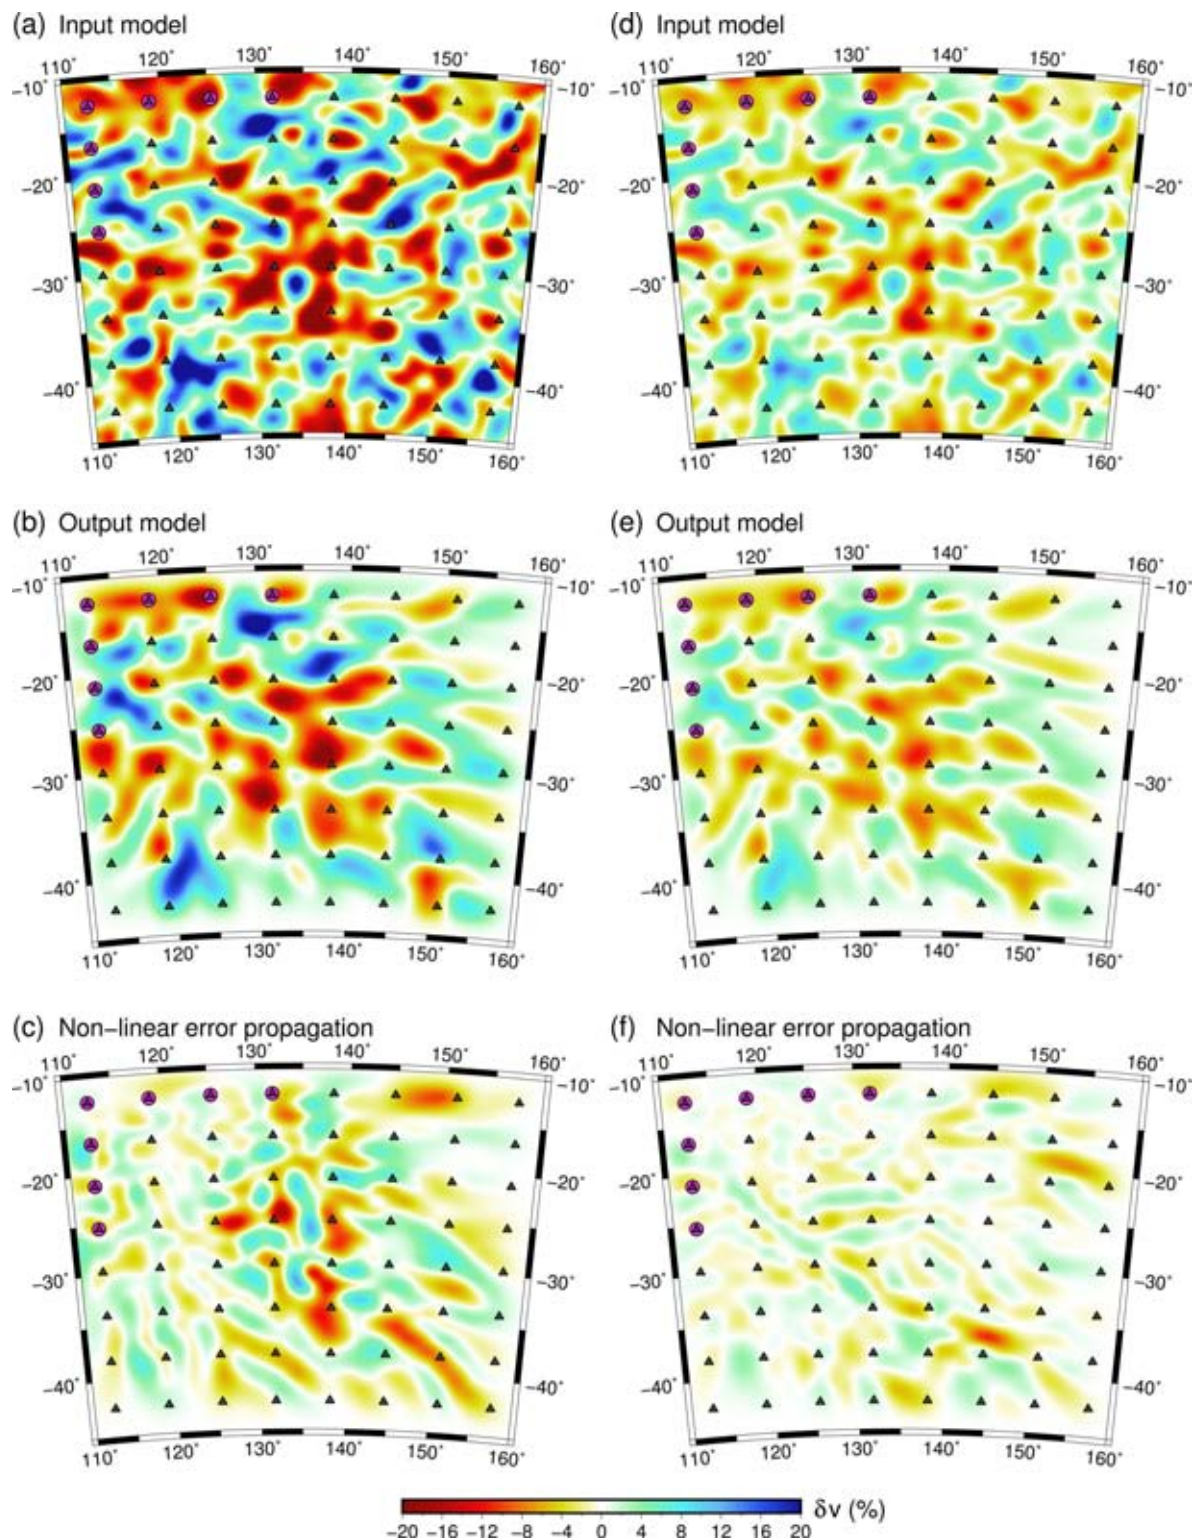 (a) Input model
(d) Input model
110° 120° 130° 140° 150° 160°
110° 120° 130° 140° 150° 160°
−10° −10° −10° −10°
−20° −20° −20° −20°
−30° −30° −30° −30°
−40° −40° −40° −40°
110° 120° 130° 140° 150° 160°
110° 120° 130° 140° 150° 160°
(b) Output model
(e) Output model
110° 120° 130° 140° 150° 160°
110° 120° 130° 140° 150° 160°
−10° −10° −10° −10°
−20° −20° −20° −20°
−30° −30° −30° −30°
−40° −40° −40° −40°
110° 120° 130° 140° 150° 160°
110° 120° 130° 140° 150° 160°
(c) Non−linear error propagation
(f) Non−linear error propagation
110° 120° 130° 140° 150° 160°
110° 120° 130° 140° 150° 160°
−10° −10° −10° −10°
−20° −20° −20° −20°
−30° −30° −30° −30°
−40° −40° −40° −40°
110° 120° 130° 140° 150° 160°
110° 120° 130° 140° 150° 160°
δv (%)
−20 −16 −12 −8 −4 0 4 8 12 16 20